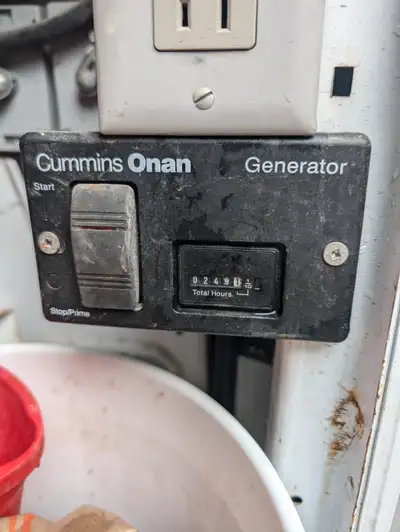 Cummins Onan Generator
Start
0249
Total Hours
Stop/Prime